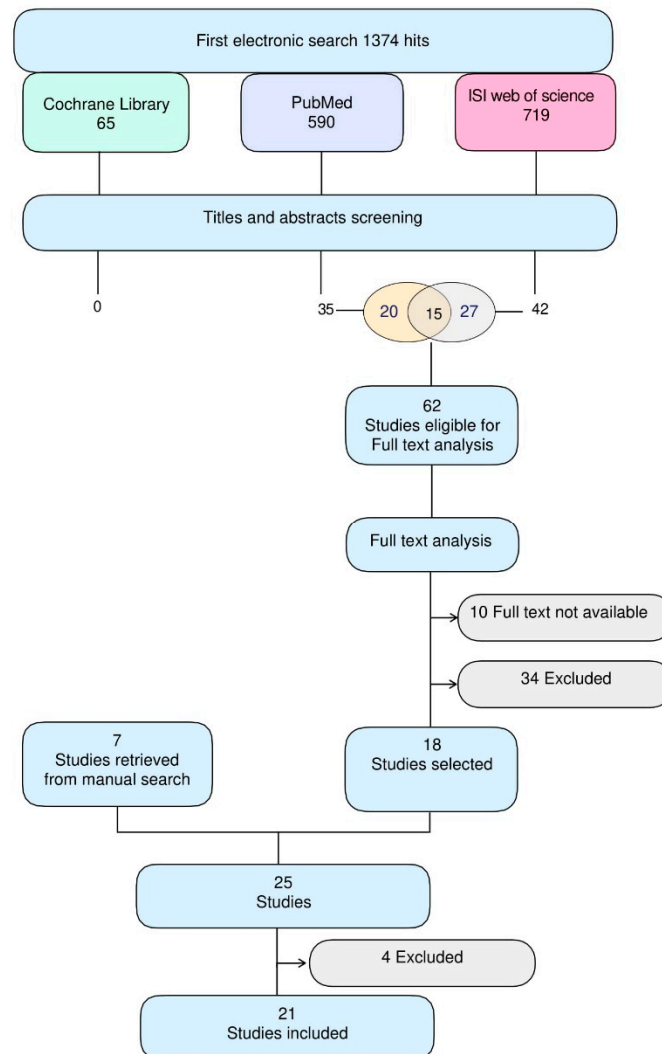 First electronic search 1374 hits
Cochrane Library
65
PubMed
590
ISI web of science
719
Titles and abstracts screening
0
35
20
15
27
42
62
Studies eligible for
Full text analysis
Full text analysis
10 Full text not available
34 Excluded
7
Studies retrieved
from manual search
18
Studies selected
25
Studies
4 Excluded
21
Studies included